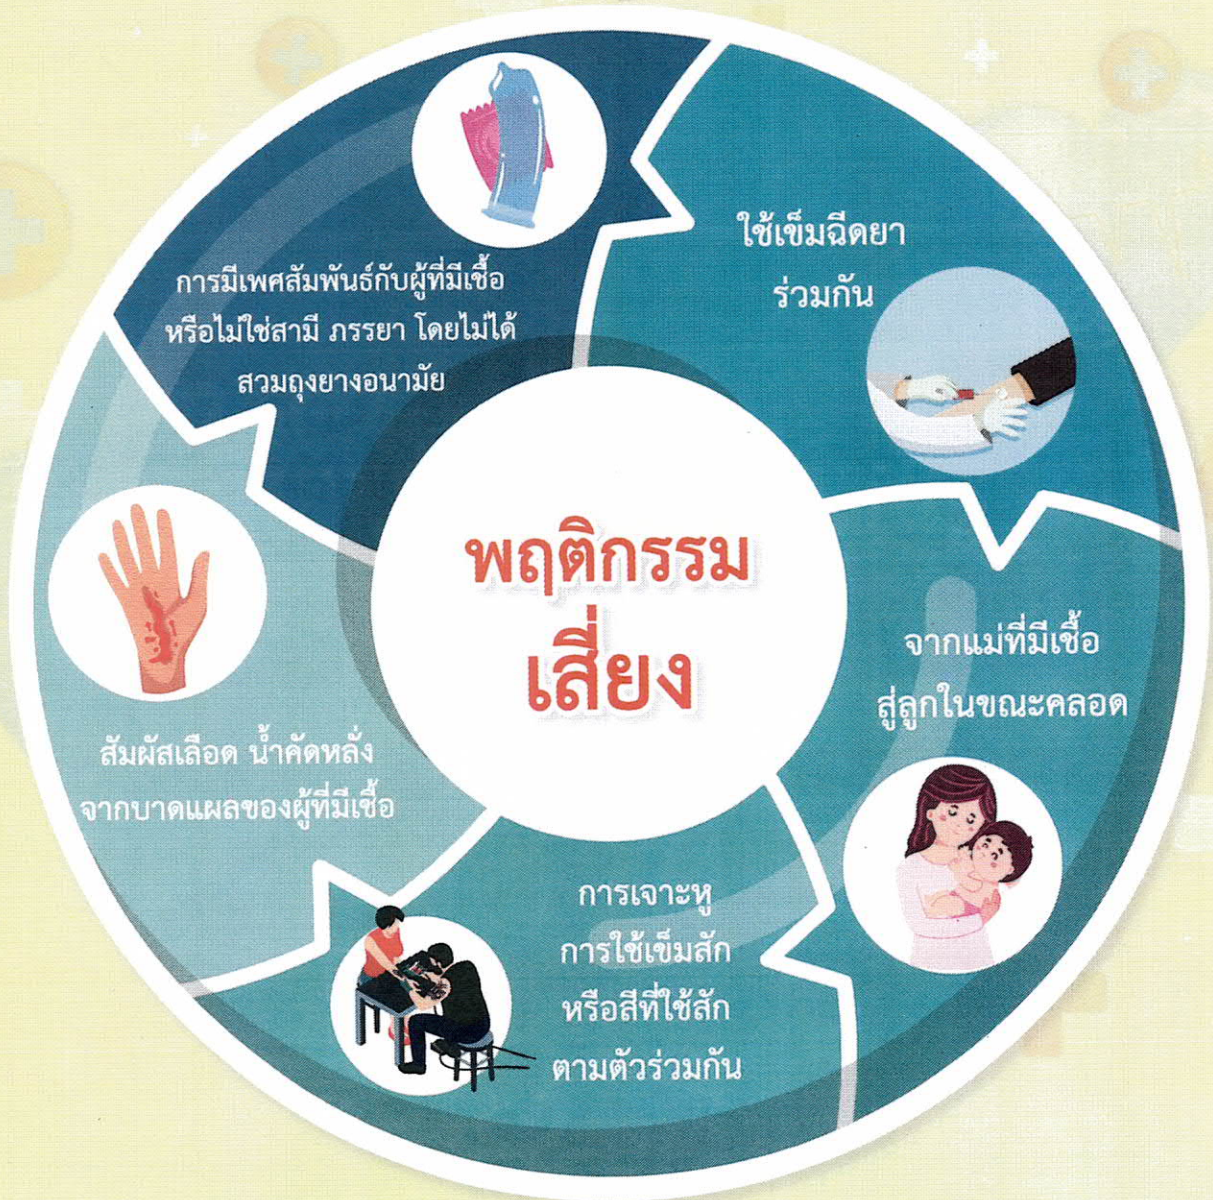 การมีเพศสัมพันธ์กับผู้ที่มีเชื้อ
หรือไม่ใช่สามี ภรรยา โดยไม่ได้
สวมถุงยางอนามัย
ใช้เข็มฉีดยา
ร่วมกัน
จากแม่ที่มีเชื้อ
สู่ลูกในขณะคลอด
การเจาะหู
การใช้เข็มสัก
หรือสีที่ใช้สัก
ตามตัวร่วมกัน
สัมผัสเลือด น้ำคัดหลั่ง
จากบาดแผลของผู้ที่มีเชื้อ
พฤติกรรม
เสี่ยง